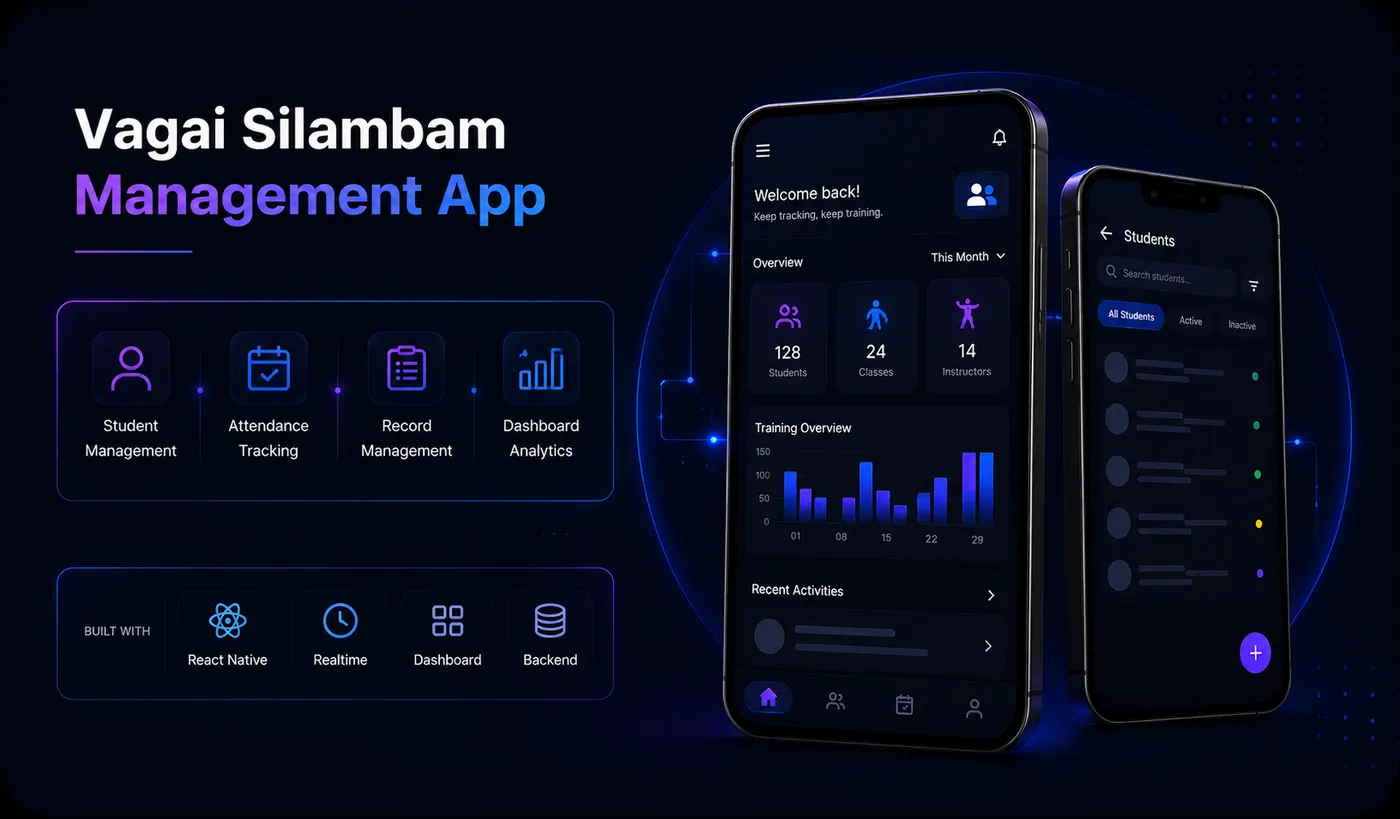 Vagai Silambam
Management App
Student
Management
Attendance
Tracking
Record
Management
Dashboard
Analytics
BUILT WITH
React Native
Realtime
Dashboard
Backend
Welcome back!
Keep tracking, keep training.
Overview
This Month
128
Students
24
Classes
14
Instructors
Training Overview
150
100
50
0
01 08 15 22 29
Recent Activities
Students
Search students...
All Students Active Inactive